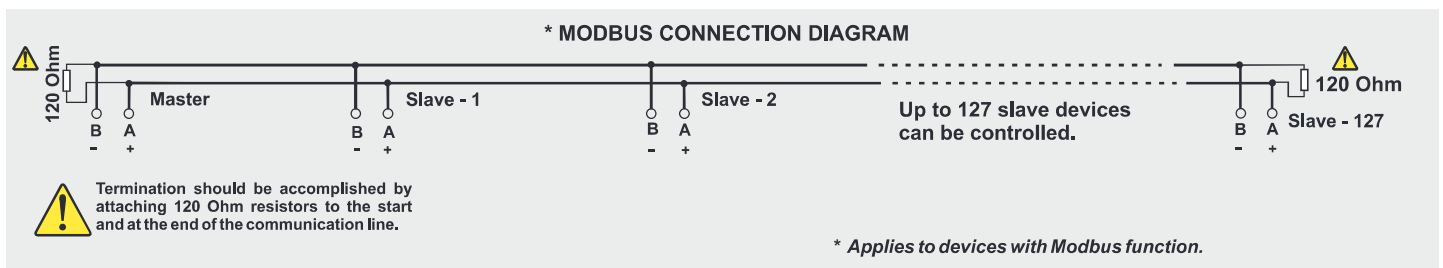 * MODBUS CONNECTION DIAGRAM
120 Ohm
120 Ohm
Master
Slave - 1
Slave - 2
Up to 127 slave devices
can be controlled.
Slave - 127
B A
- +
B A
- +
B A
- +
B A
- +
Termination should be accomplished by
attaching 120 Ohm resistors to the start
and at the end of the communication line.
* Applies to devices with Modbus function.